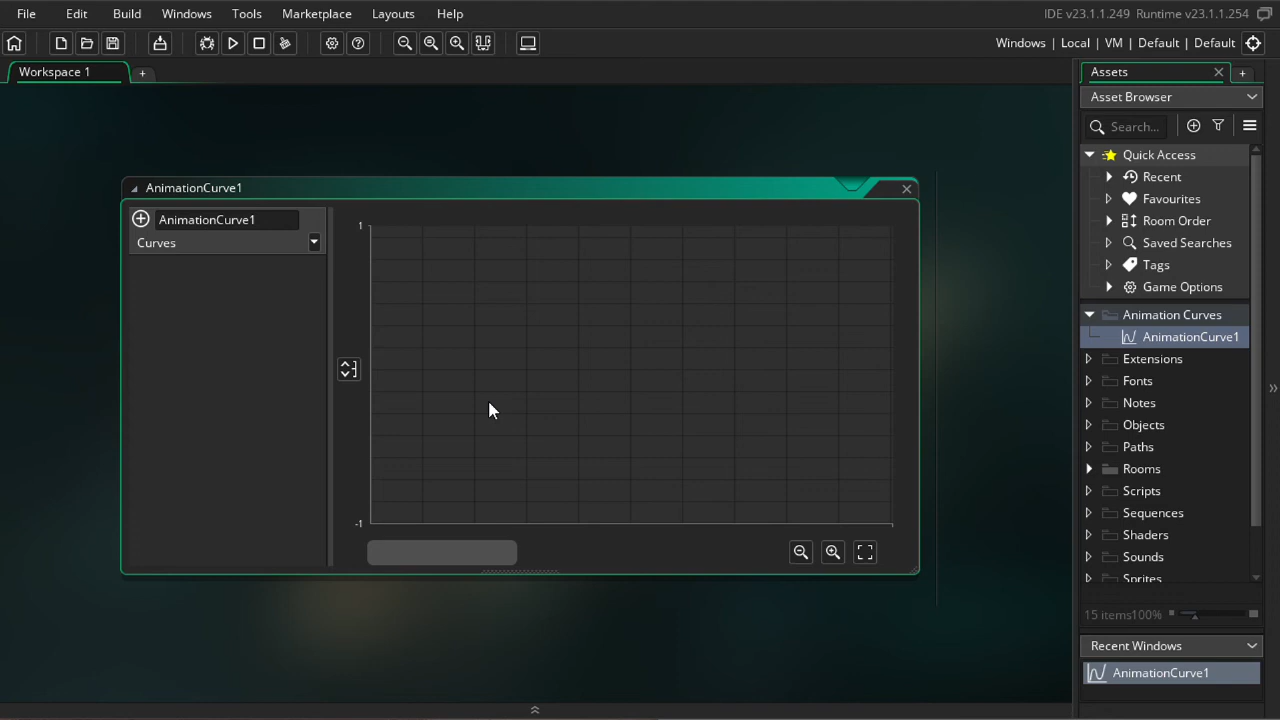 File Edit Build Windows Tools Marketplace Layouts Help IDE v23.1.1.249 Runtime v23.1.1.254
Windows | Local | VM | Default | Default
Workspace 1
Assets
Asset Browser
Search...
Quick Access
Recent
Favourites
Room Order
Saved Searches
Tags
Game Options
Animation Curves
AnimationCurve1
Extensions
Fonts
Notes
Objects
Paths
Rooms
Scripts
Sequences
Shaders
Sounds
Sprites
15 items 100%
Recent Windows
AnimationCurve1
AnimationCurve1
AnimationCurve1
Curves
1
-1